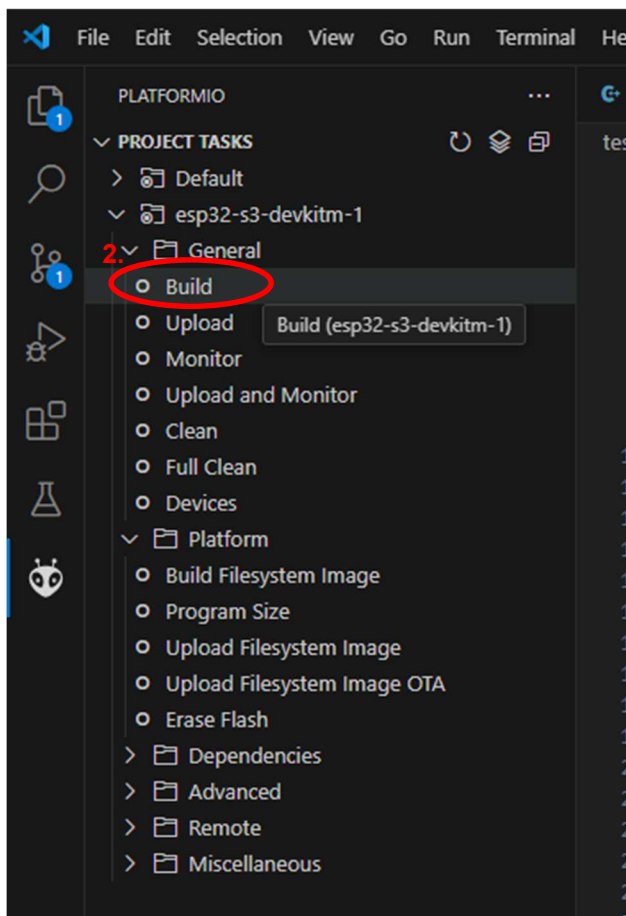 File Edit Selection View Go Run Terminal He
PLATFORMIO ...
PROJECT TASKS
tes
Default
esp32-s3-devkitm-1
2. General
Build
Upload
Build (esp32-s3-devkitm-1)
Monitor
Upload and Monitor
Clean
Full Clean
Devices
Platform
Build Filesystem Image
Program Size
Upload Filesystem Image
Upload Filesystem Image OTA
Erase Flash
Dependencies
Advanced
Remote
Miscellaneous
1
1